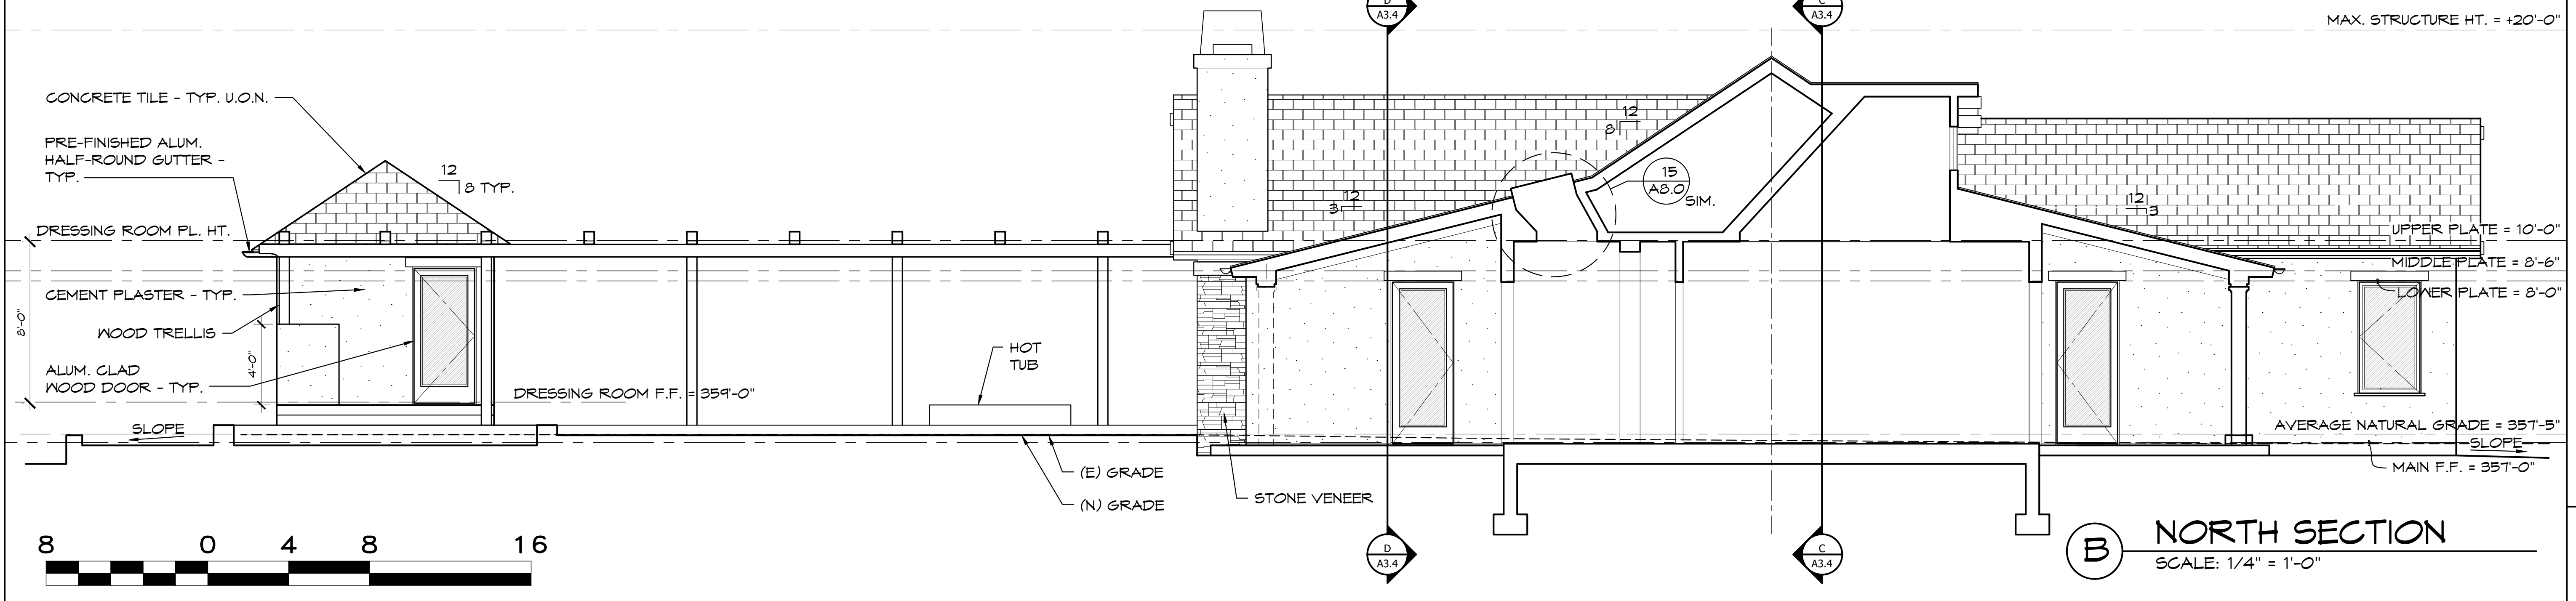 D
A3.4
C
A3.4
MAX. STRUCTURE HT. = +20'-0"
CONCRETE TILE - TYP. U.O.N.
PRE-FINISHED ALUM.
HALF-ROUND GUTTER -
TYP.
12
8 TYP.
12
8
15
A8.0
SIM.
12
3
12
3
DRESSING ROOM PL. HT.
UPPER PLATE = 10'-0"
MIDDLE PLATE = 8'-6"
LOWER PLATE = 8'-0"
CEMENT PLASTER - TYP.
8'-0"
WOOD TRELLIS
4'-0"
HOT
TUB
ALUM. CLAD
WOOD DOOR - TYP.
DRESSING ROOM F.F. = 359'-0"
SLOPE
AVERAGE NATURAL GRADE = 357'-5"
SLOPE
MAIN F.F. = 357'-0"
(E) GRADE
(N) GRADE
STONE VENEER
8 0 4 8 16
D
A3.4
C
A3.4
B
NORTH SECTION
SCALE: 1/4" = 1'-0"